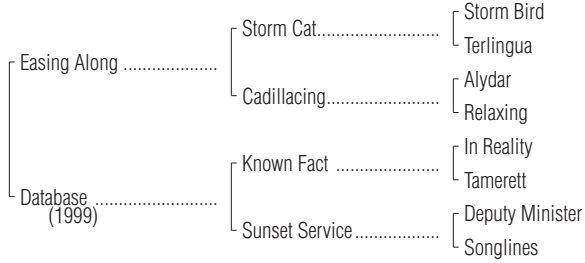 Storm Bird
Storm Cat........................
Terlingua
Easing Along ....................
Alydar
Cadillacing........................
Relaxing
In Reality
Known Fact ......................
Tamerett
Database ..........................
(1999)
Deputy Minister
Sunset Service..................
Songlines